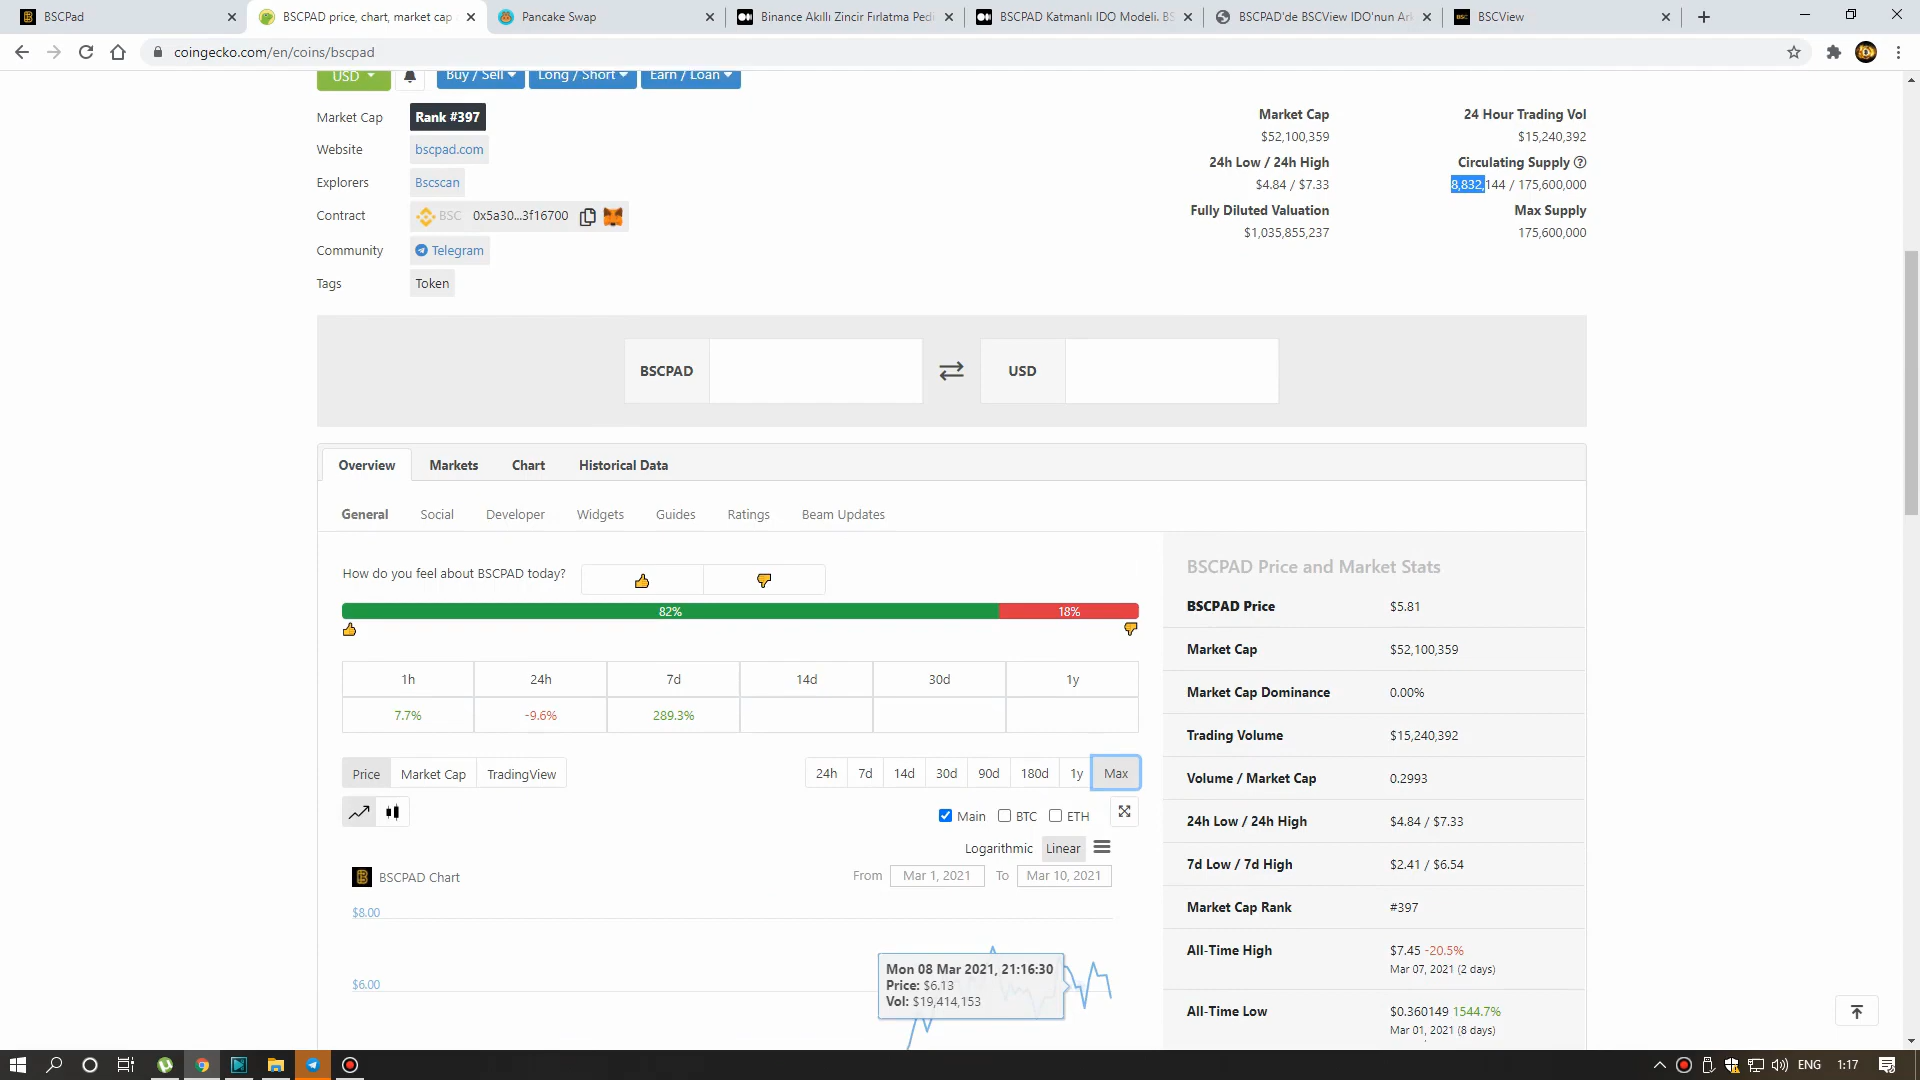 BSCPad
BSCPAD price, chart, market cap
Pancake Swap
Binance Akıllı Zincir Fırlatma Pedi
BSCPAD Katmanlı IDO Modeli. BS
BSCPAD'de BSCView IDO'nun Ar
BSCView
coingecko.com/en/coins/bscpad
USD
Buy / Sell
Long / Short
Earn / Loan
Market Cap
Rank #397
Website
bscpad.com
Explorers
Bscscan
Contract
BSC 0x5a30...3f16700
Community
Telegram
Tags
Token
Market Cap
$52,100,359
24 Hour Trading Vol
$15,240,392
24h Low / 24h High
$4.84 / $7.33
Circulating Supply
8,832,144 / 175,600,000
Fully Diluted Valuation
$1,035,855,237
Max Supply
175,600,000
BSCPAD
USD
Overview
Markets
Chart
Historical Data
General
Social
Developer
Widgets
Guides
Ratings
Beam Updates
How do you feel about BSCPAD today?
82%
18%
1h 24h 7d 14d 30d 1y
7.7% -9.6% 289.3%
Price
Market Cap
TradingView
24h 7d 14d 30d 90d 180d 1y Max
Main BTC ETH
Logarithmic Linear
BSCPAD Chart
From Mar 1, 2021 To Mar 10, 2021
$8.00
$6.00
Mon 08 Mar 2021, 21:16:30
Price: $6.13
Vol: $19,414,153
BSCPAD Price and Market Stats
BSCPAD Price $5.81
Market Cap $52,100,359
Market Cap Dominance 0.00%
Trading Volume $15,240,392
Volume / Market Cap 0.2993
24h Low / 24h High $4.84 / $7.33
7d Low / 7d High $2.41 / $6.54
Market Cap Rank #397
All-Time High $7.45 -20.5%
Mar 07, 2021 (2 days)
All-Time Low $0.360149 1544.7%
Mar 01, 2021 (8 days)
ENG
1:17